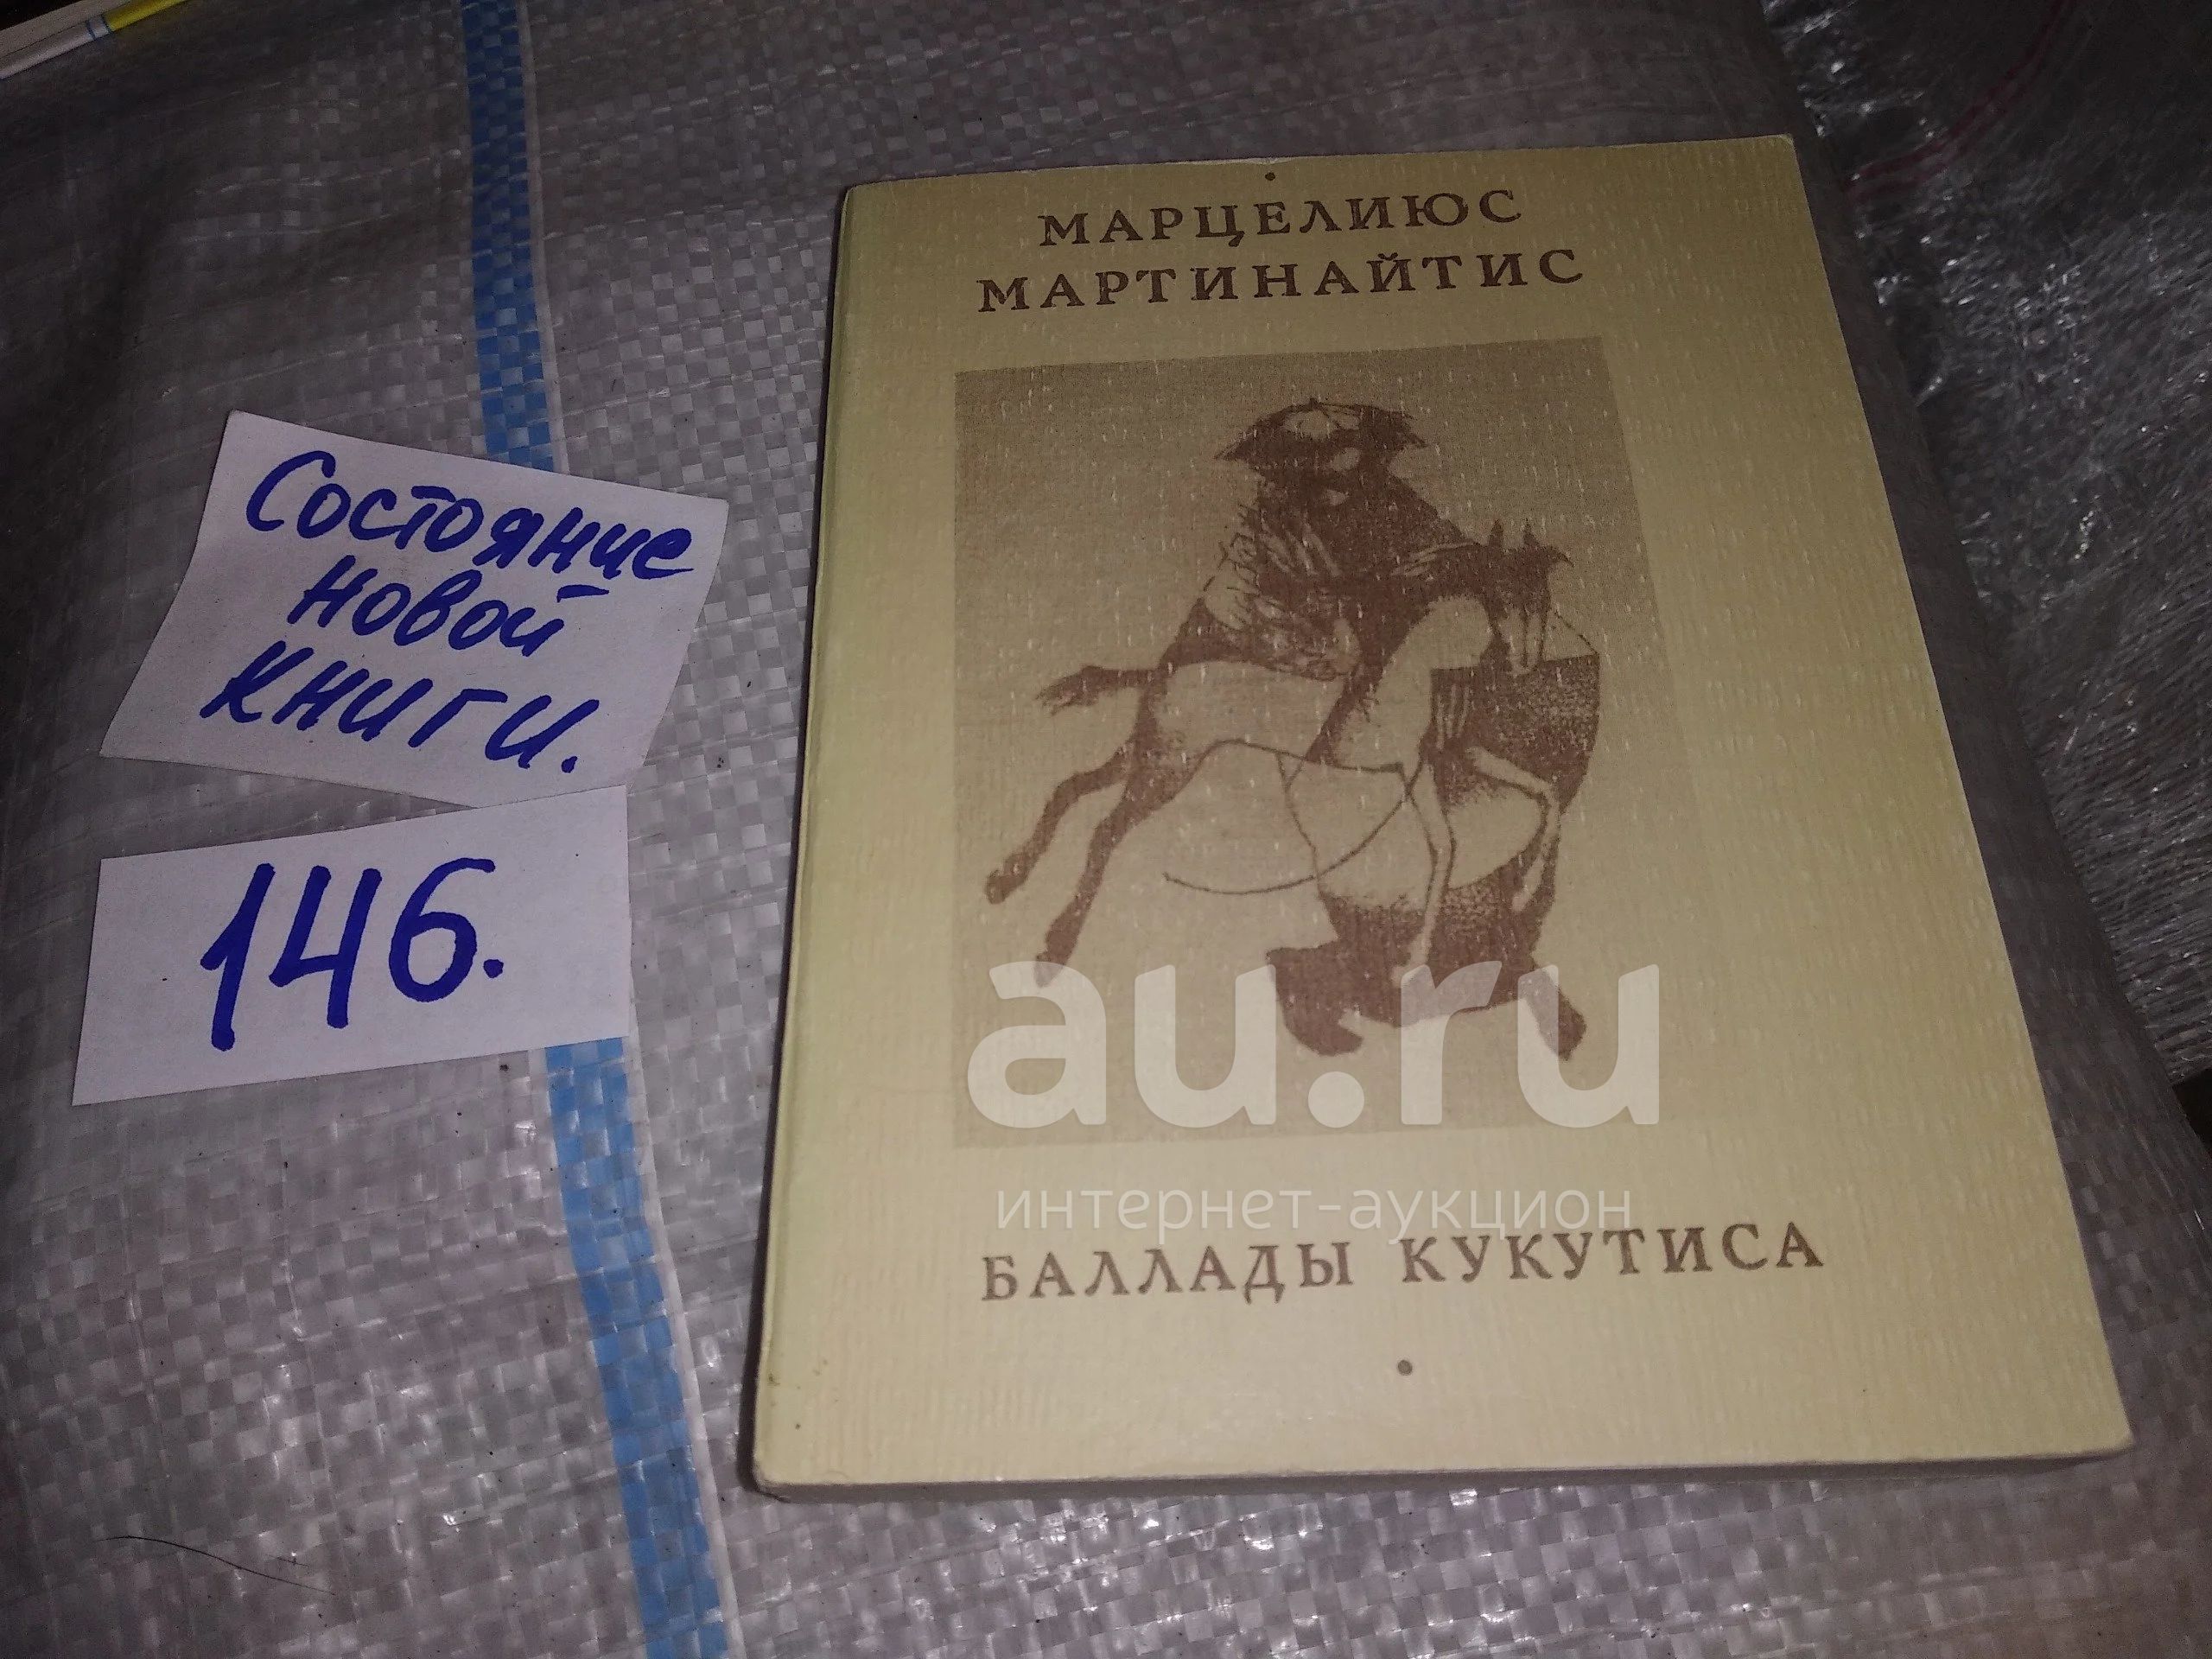 МАРЦЕЛИЮС
МАРТИНАЙТИС
Состояние
новой
книги.
146.
au.ru
интернет-аукцион
БАЛЛАДЫ КУКУТИСА